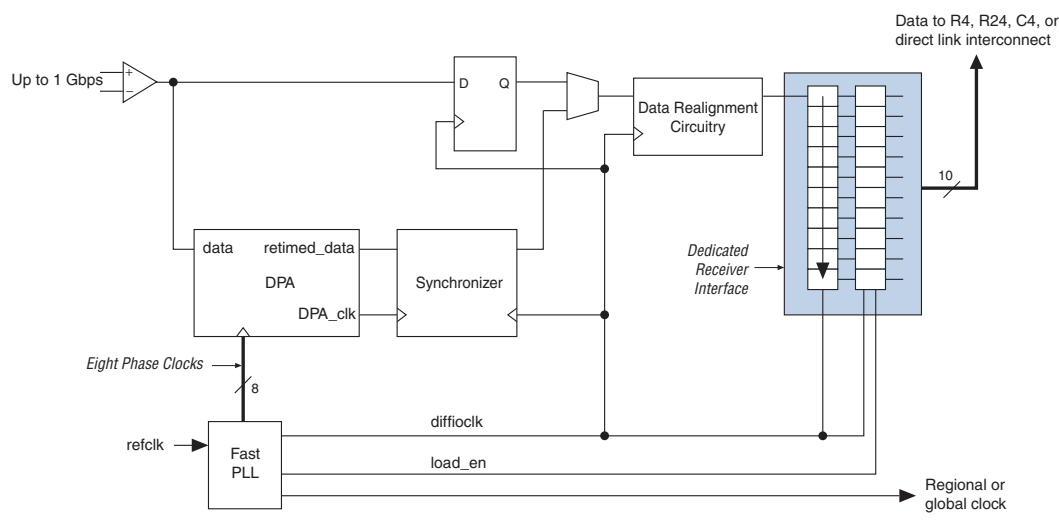 Data to R4, R24, C4, or
direct link interconnect
Up to 1 Gbps
+
−
D Q
Data Realignment
Circuitry
10
data retimed_data
DPA
DPA_clk
Synchronizer
Dedicated
Receiver
Interface
Eight Phase Clocks
8
refclk
Fast
PLL
diffioclk
load_en
Regional or
global clock